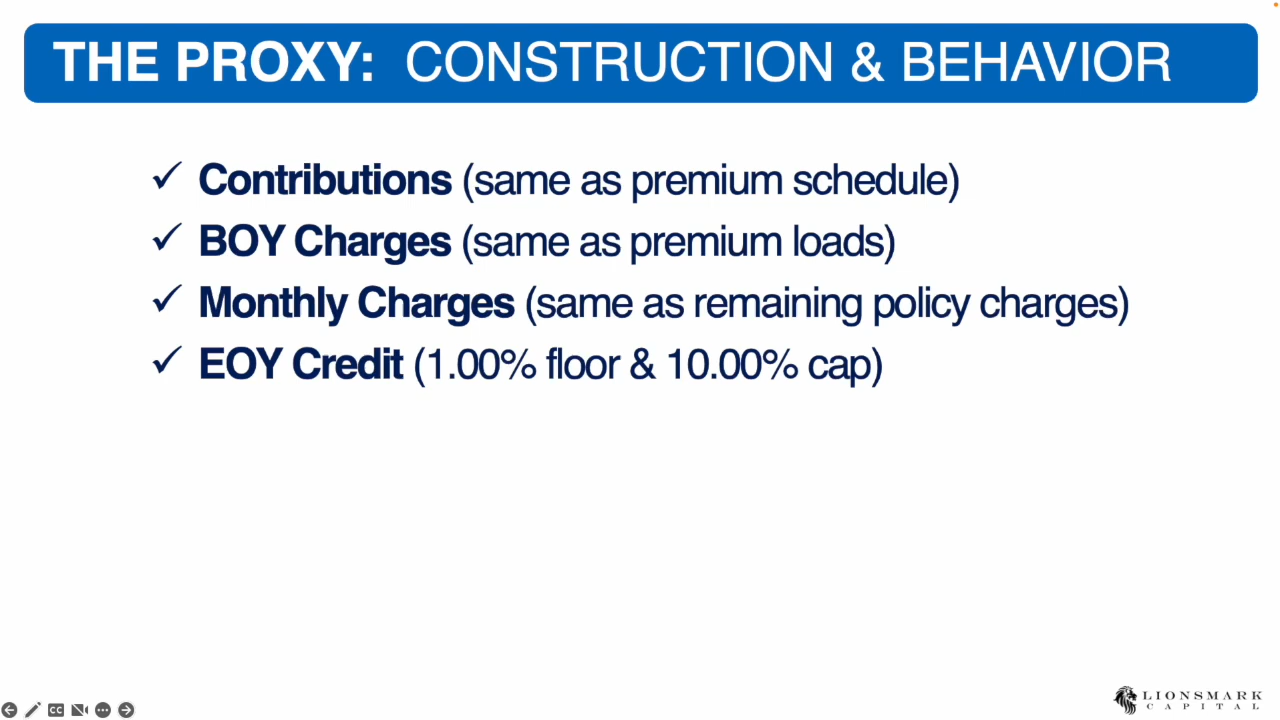 THE PROXY: CONSTRUCTION & BEHAVIOR
✓ Contributions (same as premium schedule)
✓ BOY Charges (same as premium loads)
✓ Monthly Charges (same as remaining policy charges)
✓ EOY Credit (1.00% floor & 10.00% cap)
CC
LIONSMARK
CAPITAL